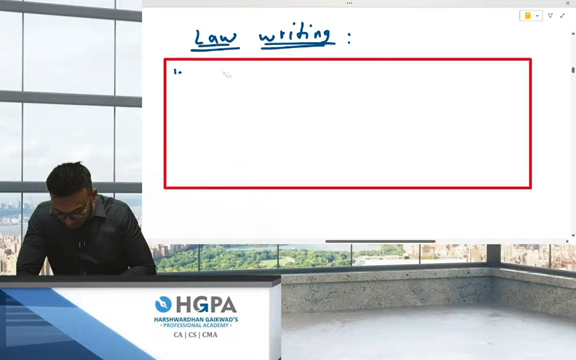 Law writing :
1.
HGPA
HARSHWARDHAN GAIKWAD'S
PROFESSIONAL ACADEMY
CA | CS | CMA